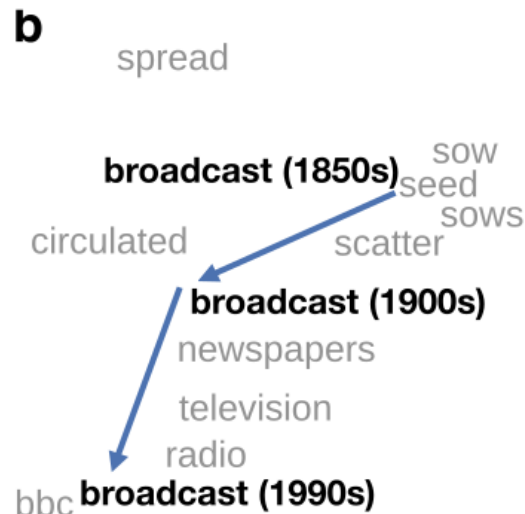 b
spread
sow
broadcast (1850s)
seed
sows
circulated
scatter
broadcast (1900s)
newspapers
television
radio
bbc broadcast (1990s)